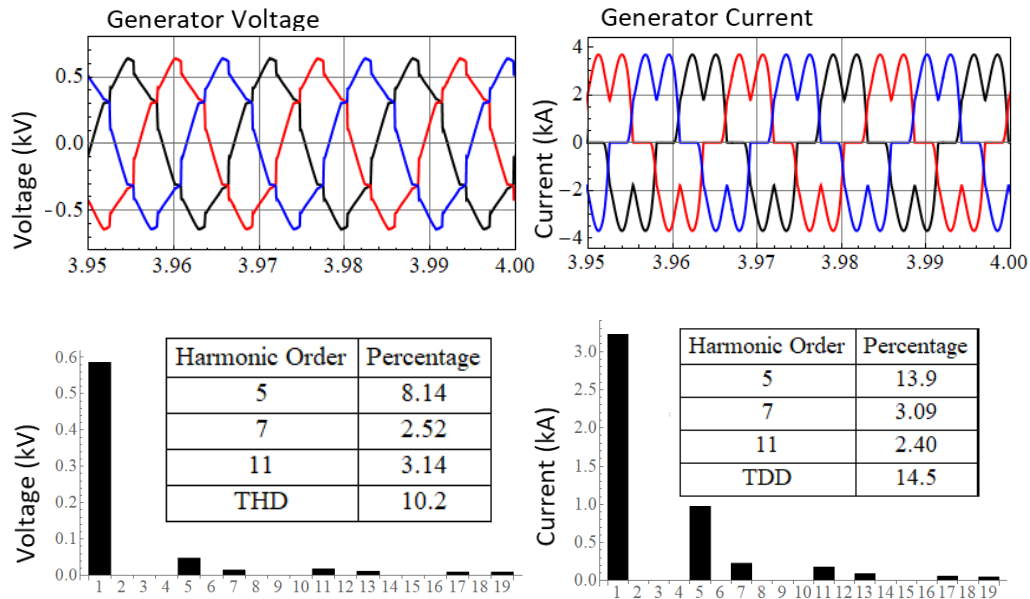 Generator Voltage
Voltage (kV)
0.5
0.0
-0.5
3.95 3.96 3.97 3.98 3.99 4.00
Generator Current
Current (kA)
4
2
0
−2
−4
3.95 3.96 3.97 3.98 3.99 4.00
Voltage (kV)
0.6
0.5
0.4
0.3
0.2
0.1
0.0
1 2 3 4 5 6 7 8 9 10 11 12 13 14 15 16 17 18 19
Harmonic Order Percentage
5 8.14
7 2.52
11 3.14
THD 10.2
Current (kA)
3.0
2.5
2.0
1.5
1.0
0.5
0.0
1 2 3 4 5 6 7 8 9 10 11 12 13 14 15 16 17 18 19
Harmonic Order Percentage
5 13.9
7 3.09
11 2.40
TDD 14.5